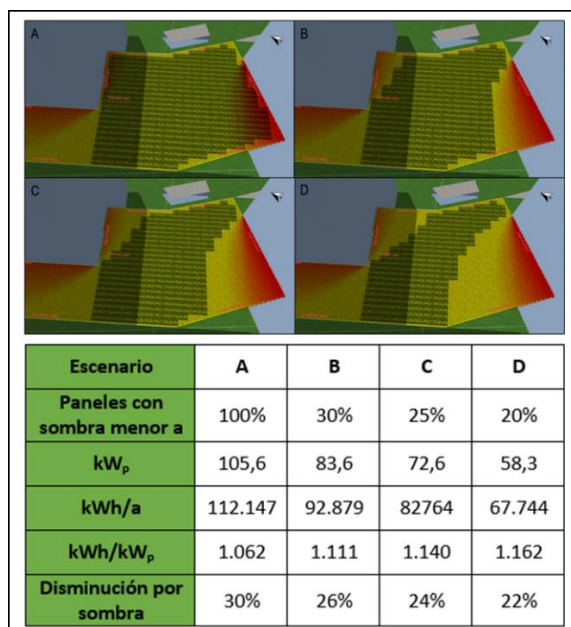 A
B
C
D
Escenario A B C D
Paneles con sombra menor a 100% 30% 25% 20%
kWp 105,6 83,6 72,6 58,3
kWh/a 112.147 92.879 82764 67.744
kWh/kWp 1.062 1.111 1.140 1.162
Disminución por sombra 30% 26% 24% 22%